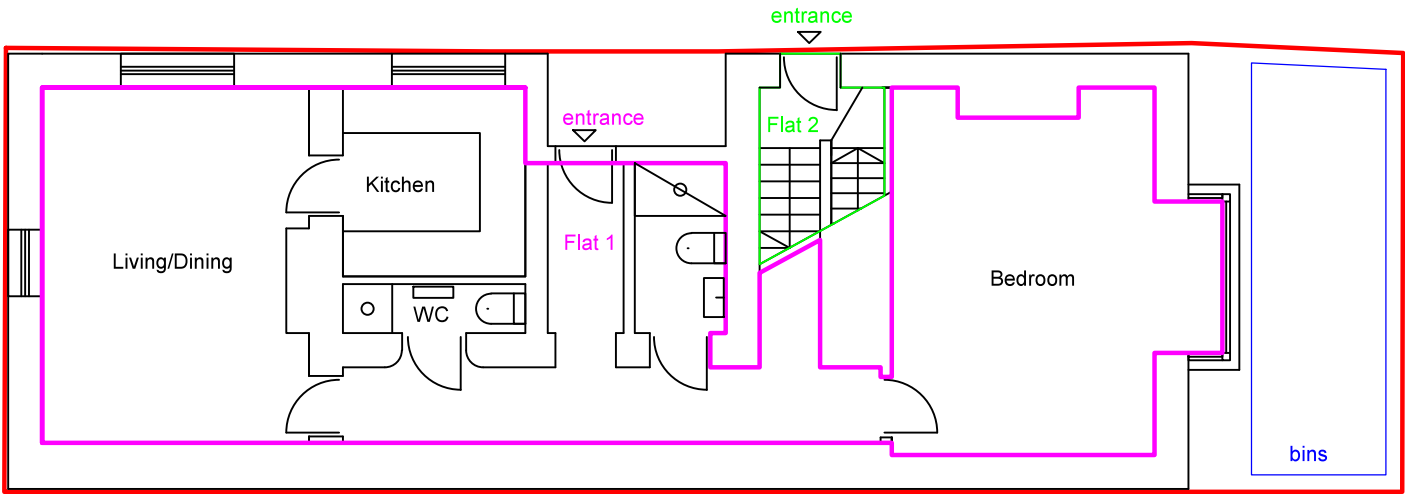 entrance
entrance
Flat 2
Kitchen
Flat 1
Living/Dining
Bedroom
WC
bins